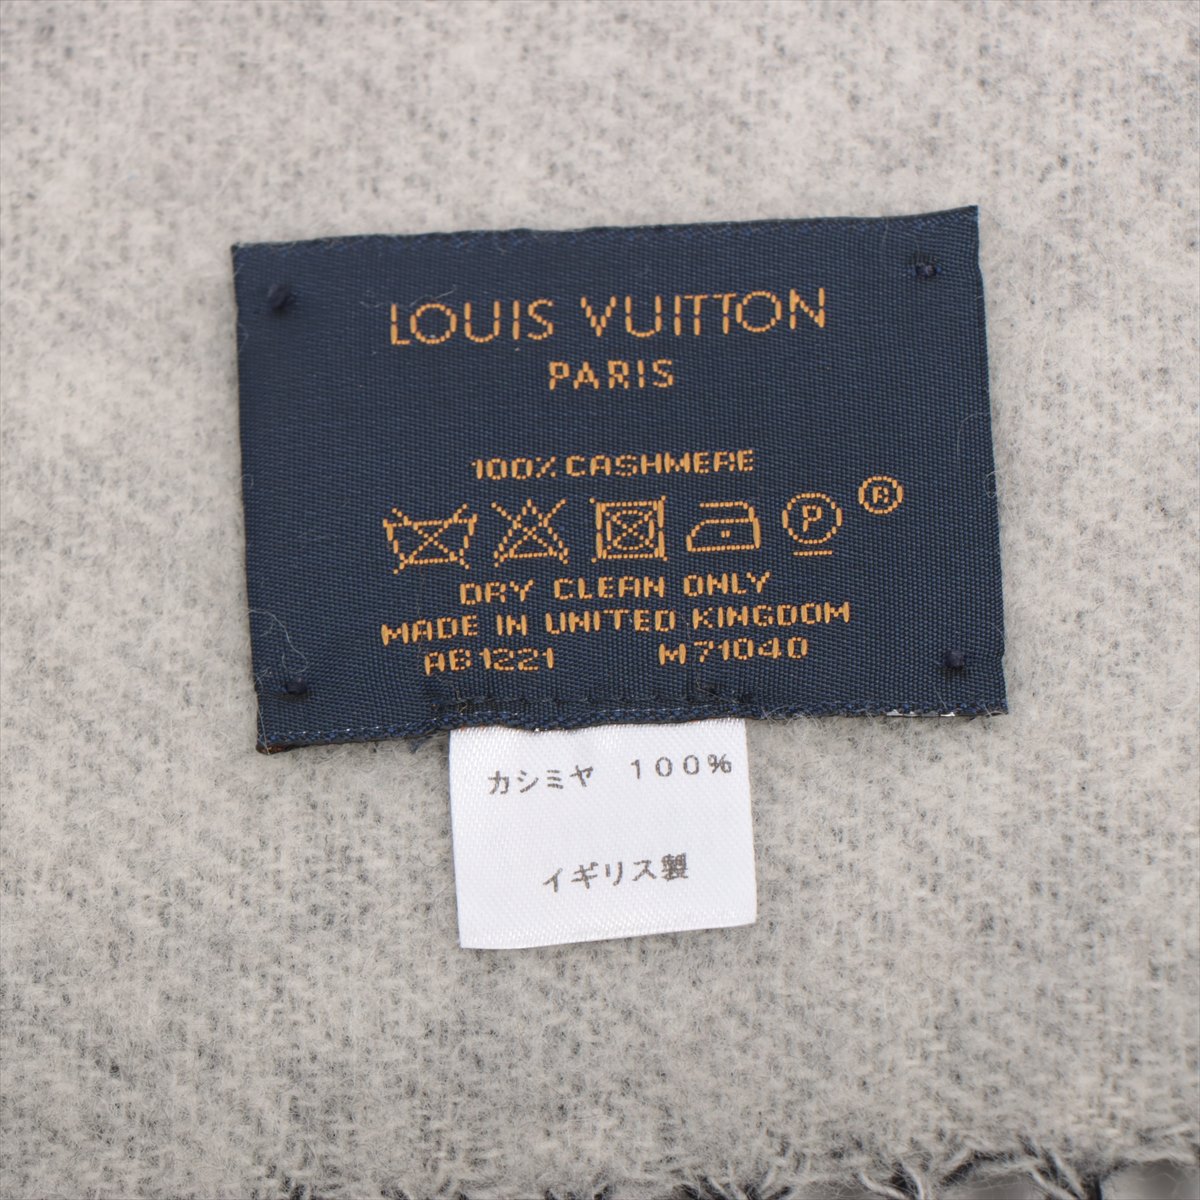 LOUIS VUITTON
PARIS
100% CASHMERE
P ®
DRY CLEAN ONLY
MADE IN UNITED KINGDOM
AB1221 M71040
カシミヤ 100%
イギリス製